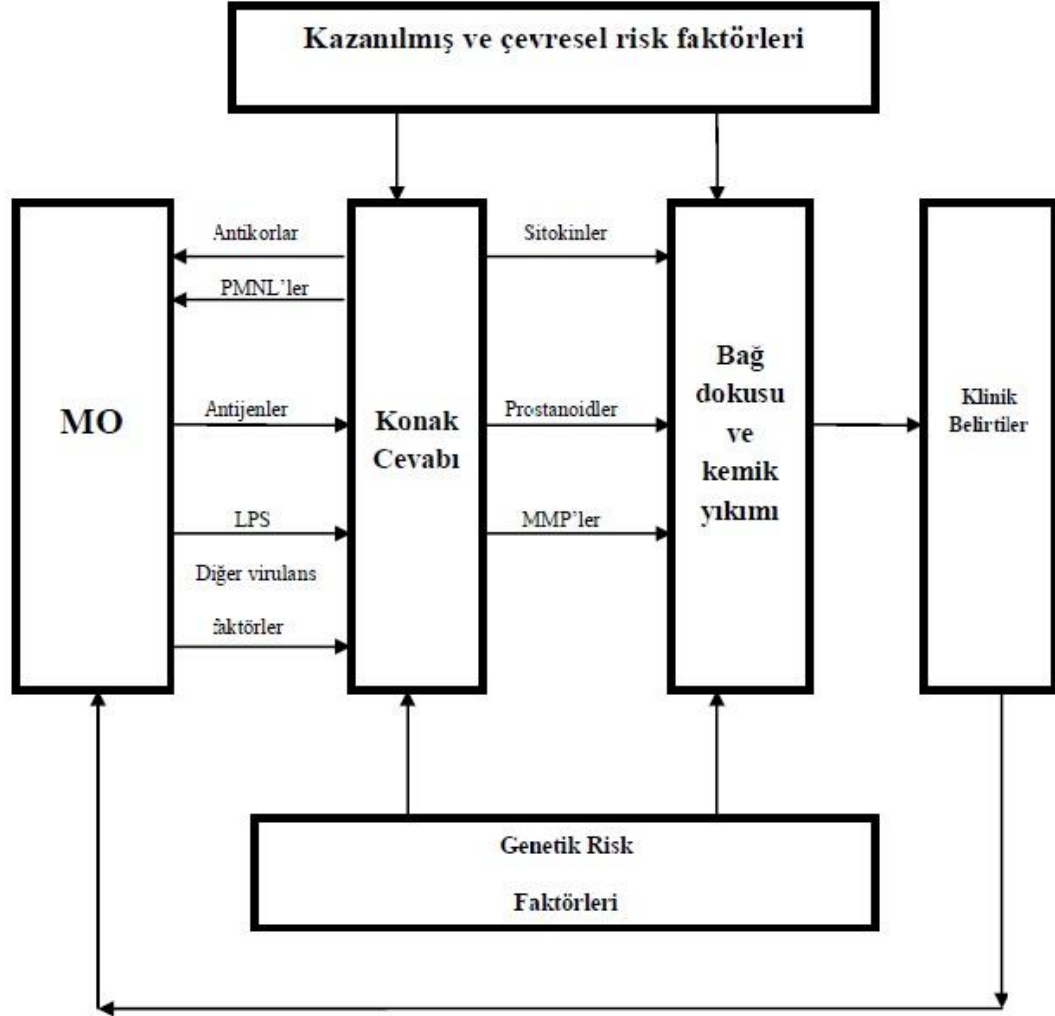 Kazanılmış ve çevresel risk faktörleri
MO
Antikorlar
PMNL'ler
Antijenler
LPS
Diğer virulans
faktörler
Konak
Cevabı
Sitokinler
Prostanoidler
MMP'ler
Bağ
dokusu
ve
kemik
yıkımı
Klinik
Belirtiler
Genetik Risk
Faktörleri